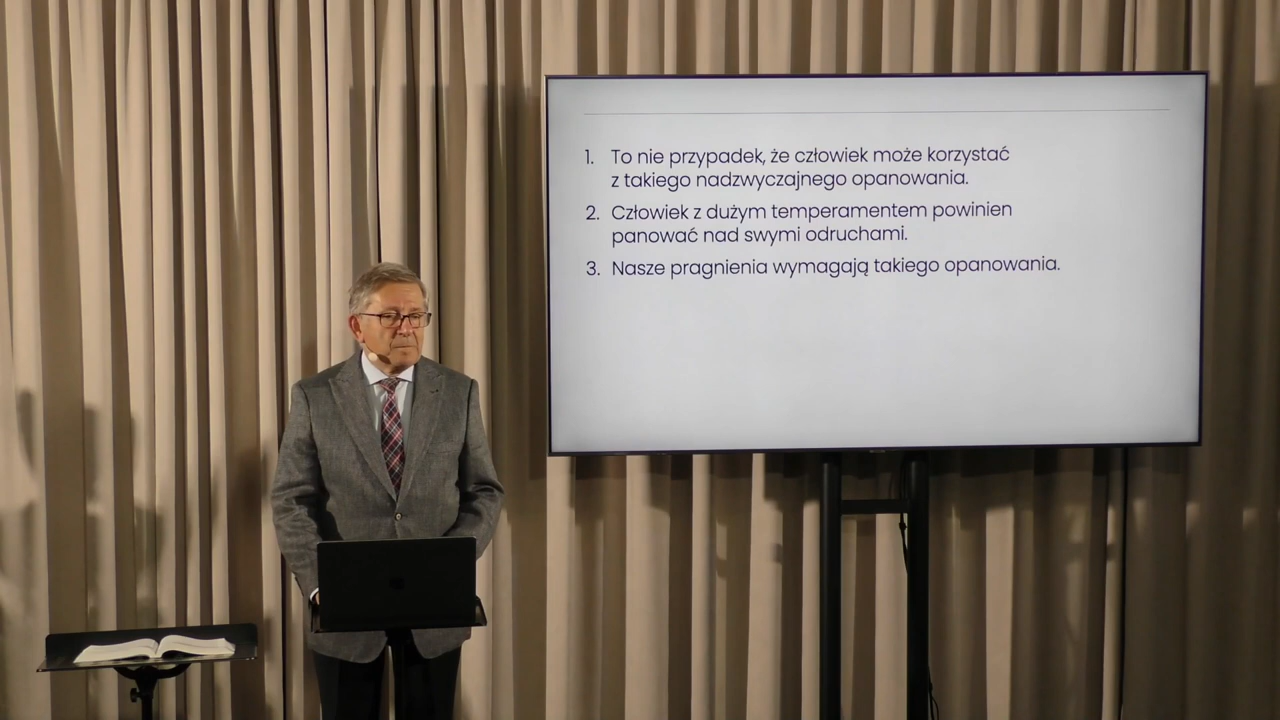 1. To nie przypadek, że człowiek może korzystać
z takiego nadzwyczajnego opanowania.
2. Człowiek z dużym temperamentem powinien
panować nad swymi odruchami.
3. Nasze pragnienia wymagają takiego opanowania.